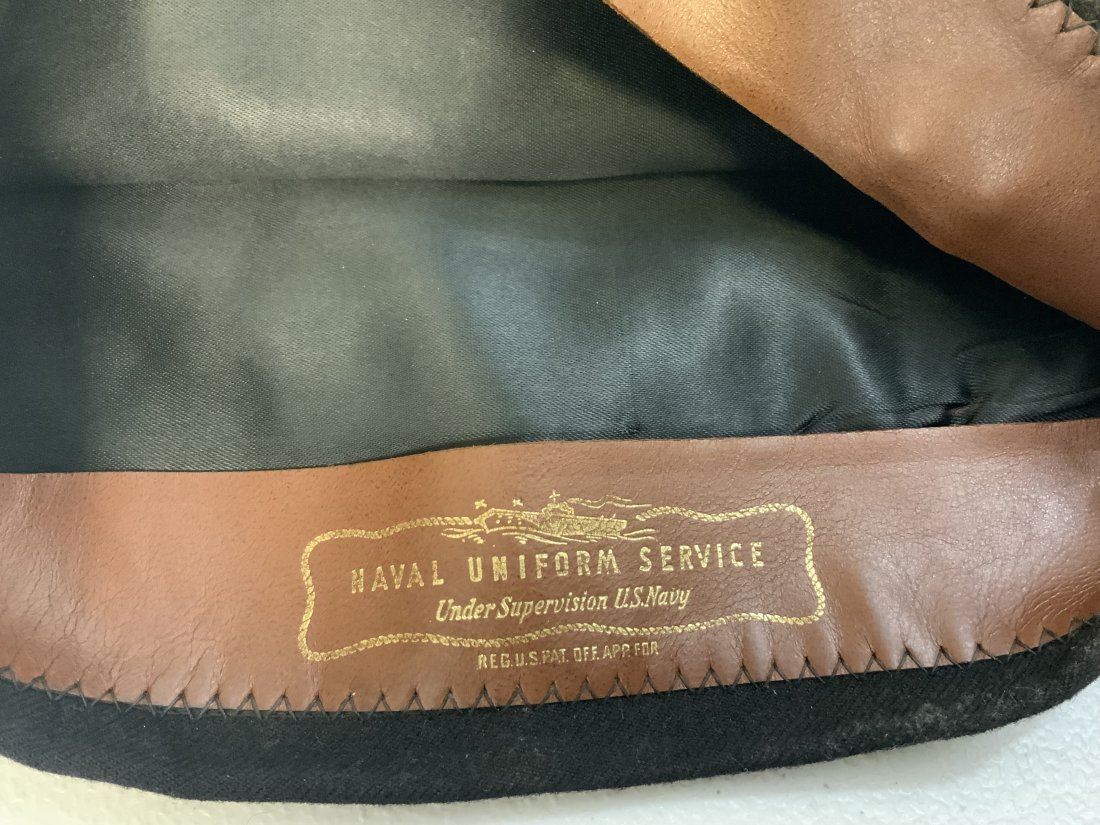 NAVAL UNIFORM SERVICE
Under Supervision U.S.Navy
REG.U.S.PAT. OFF. APP. FOR